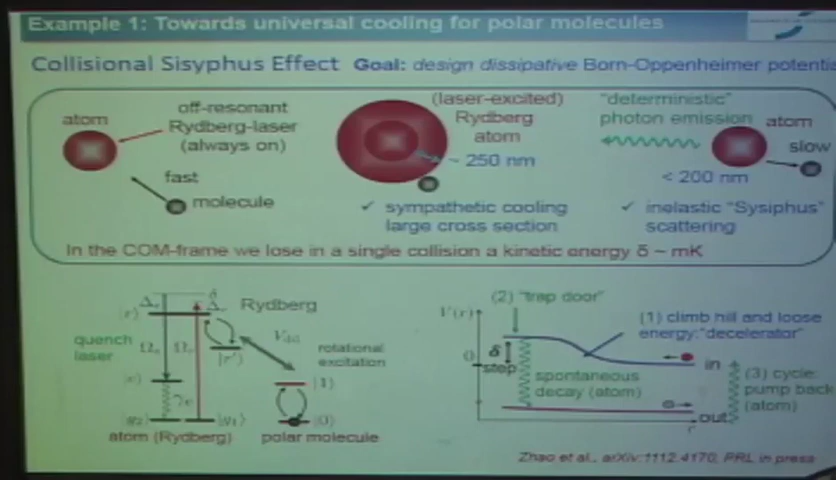 Example 1: Towards universal cooling for polar molecules
Collisional Sisyphus Effect Goal: design dissipative Born-Oppenheimer potentia
atom
off-resonant
Rydberg-laser
(always on)
fast
molecule
(laser-excited)
Rydberg
atom
~ 250 nm
✓ sympathetic cooling
large cross section
"deterministic"
photon emission
atom
slow
< 200 nm
✓ inelastic "Sysiphus"
scattering
In the COM-frame we lose in a single collision a kinetic energy δ ~ mK
Rydberg
quench
laser
rotational
excitation
|r⟩
|r'⟩
|e⟩
|g₂⟩
|g₁⟩
|1⟩
|0⟩
atom (Rydberg)
polar molecule
V(r)
(2) "trap door"
(1) climb hill and loose
energy: "decelerator"
0
δ
step
in
spontaneous
decay (atom)
(3) cycle:
pump back
(atom)
out
r
Zhao et al., arXiv:1112.4170, PRL in press